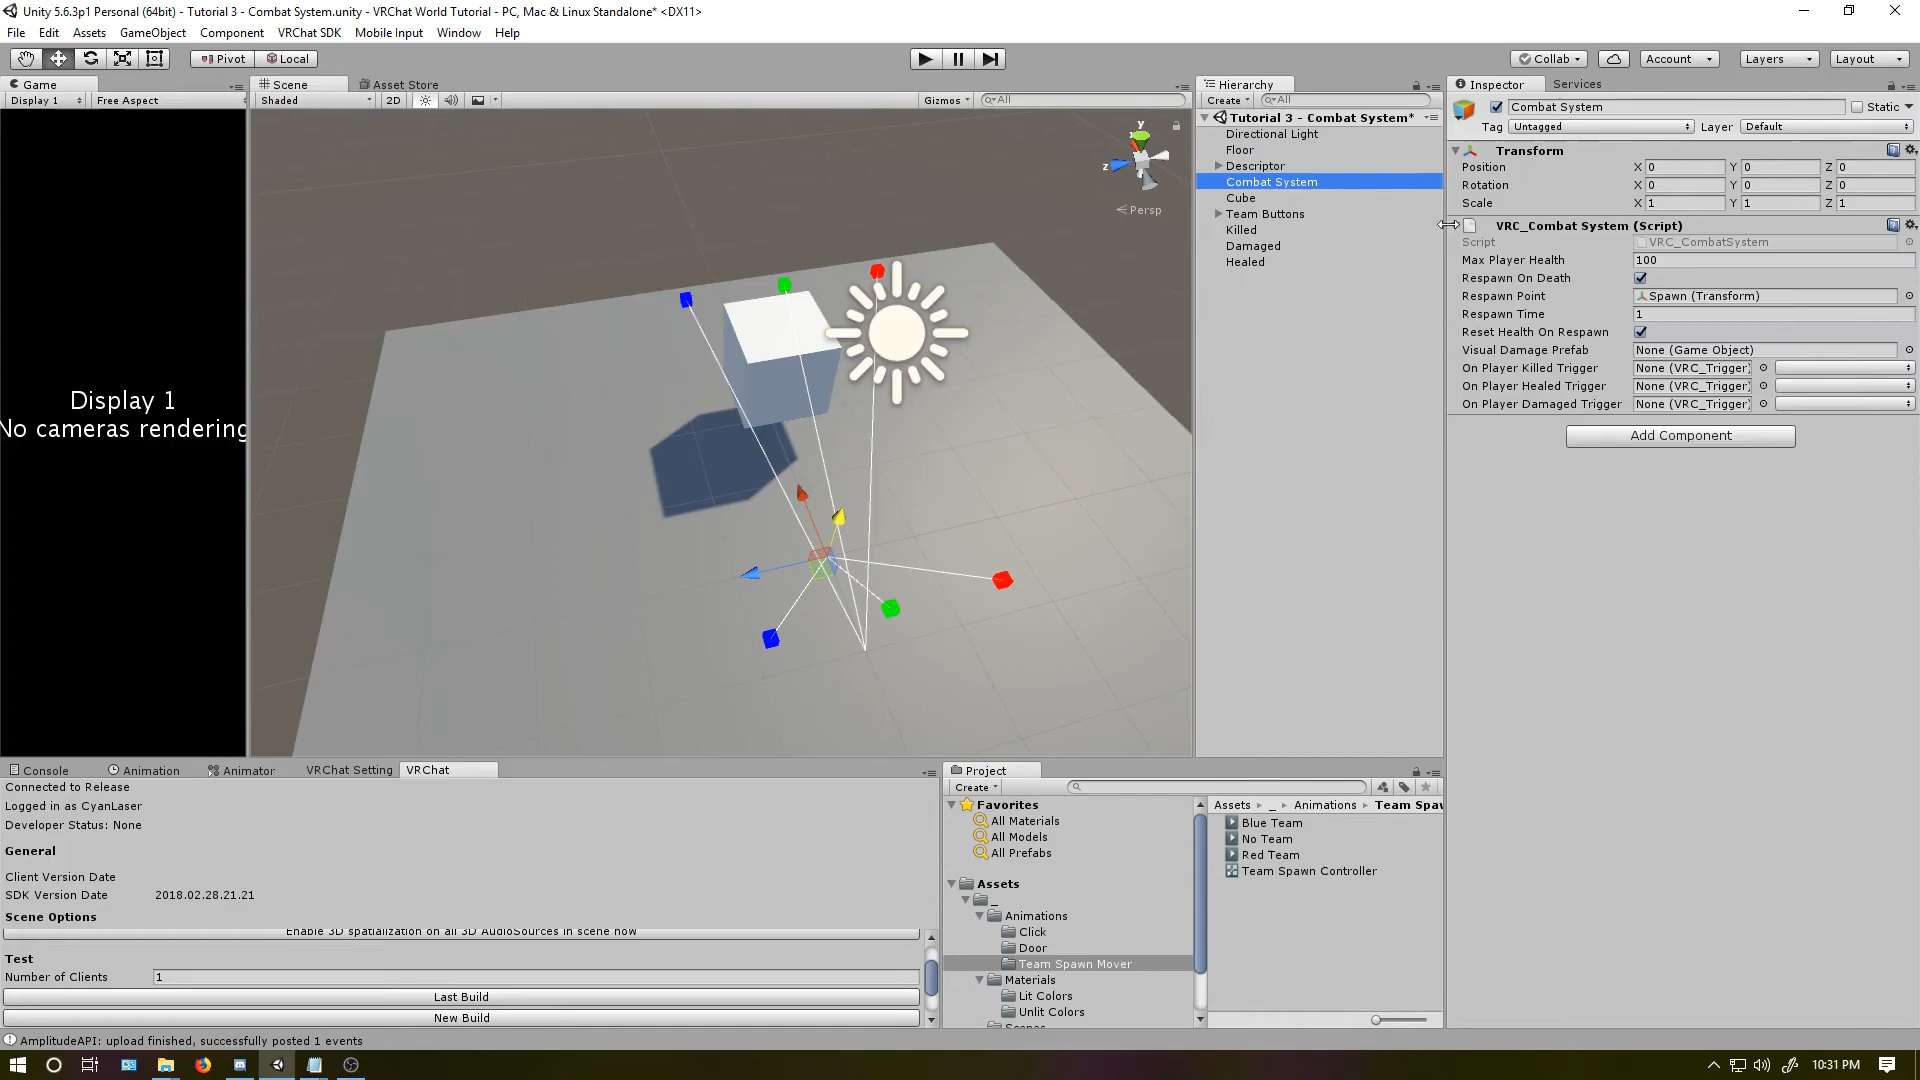 Unity 5.6.3p1 Personal (64bit) - Tutorial 3 - Combat System.unity - VRChat World Tutorial - PC, Mac & Linux Standalone* <DX11>
File Edit Assets GameObject Component VRChat SDK Mobile Input Window Help
Pivot Local Collab Account Layers Layout
Game Scene Asset Store Hierarchy Inspector Services
Display 1 Free Aspect Shaded 2D Gizmos All Create All
Combat System Static
Tag Untagged Layer Default
Tutorial 3 - Combat System*
Directional Light
Floor
Descriptor
Combat System
Cube
Team Buttons
Killed
Damaged
Healed
y
x
z
Persp
Display 1
No cameras rendering
Transform
Position X 0 Y 0 Z 0
Rotation X 0 Y 0 Z 0
Scale X 1 Y 1 Z 1
VRC_Combat System (Script)
Script VRC_CombatSystem
Max Player Health 100
Respawn On Death
Respawn Point Spawn (Transform)
Respawn Time 1
Reset Health On Respawn
Visual Damage Prefab None (Game Object)
On Player Killed Trigger None (VRC_Trigger)
On Player Healed Trigger None (VRC_Trigger)
On Player Damaged Trigger None (VRC_Trigger)
Add Component
Console Animation Animator VRChat Setting VRChat
Connected to Release
Logged in as CyanLaser
Developer Status: None
General
Client Version Date
SDK Version Date 2018.02.28.21.21
Scene Options
Enable 3D spatialization on all 3D AudioSources in scene now
Test
Number of Clients 1
Last Build
New Build
Project
Create
Favorites
All Materials
All Models
All Prefabs
Assets
_
Animations
Click
Door
Team Spawn Mover
Materials
Lit Colors
Unlit Colors
Scenes
Assets _ Animations Team Spaw
Blue Team
No Team
Red Team
Team Spawn Controller
AmplitudeAPI: upload finished, successfully posted 1 events
10:31 PM